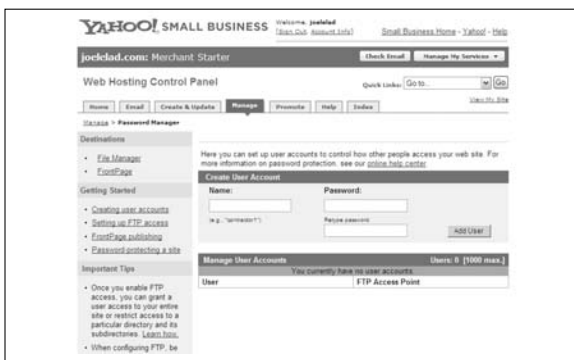 YAHOO! SMALL BUSINESS
Welcome, joelelad
[Sign Out, Account Info]
Small Business Home - Yahoo! - Help
joelelad.com: Merchant Starter
Check Email
Manage My Services
Web Hosting Control Panel
Quick Links: Go to... Go
Home Email Create & Update Manage Promote Help Index
View My Site
Manage > Password Manager
Destinations
• File Manager
• FrontPage
Getting Started
• Creating user accounts
• Setting up FTP access
• FrontPage publishing
• Password protecting a site
Important Tips
• Once you enable FTP
access, you can grant a
user access to your entire
site or restrict access to a
particular directory and its
subdirectories. Learn how.
• When configuring FTP, be
Here you can set up user accounts to control how other people access your web site. For
more information on password protection, see our online help center.
Create User Account
Name: Password:
(e.g., "contractor1") Retype password
Add User
Manage User Accounts Users: 0 [1000 max.]
You currently have no user accounts
User FTP Access Point